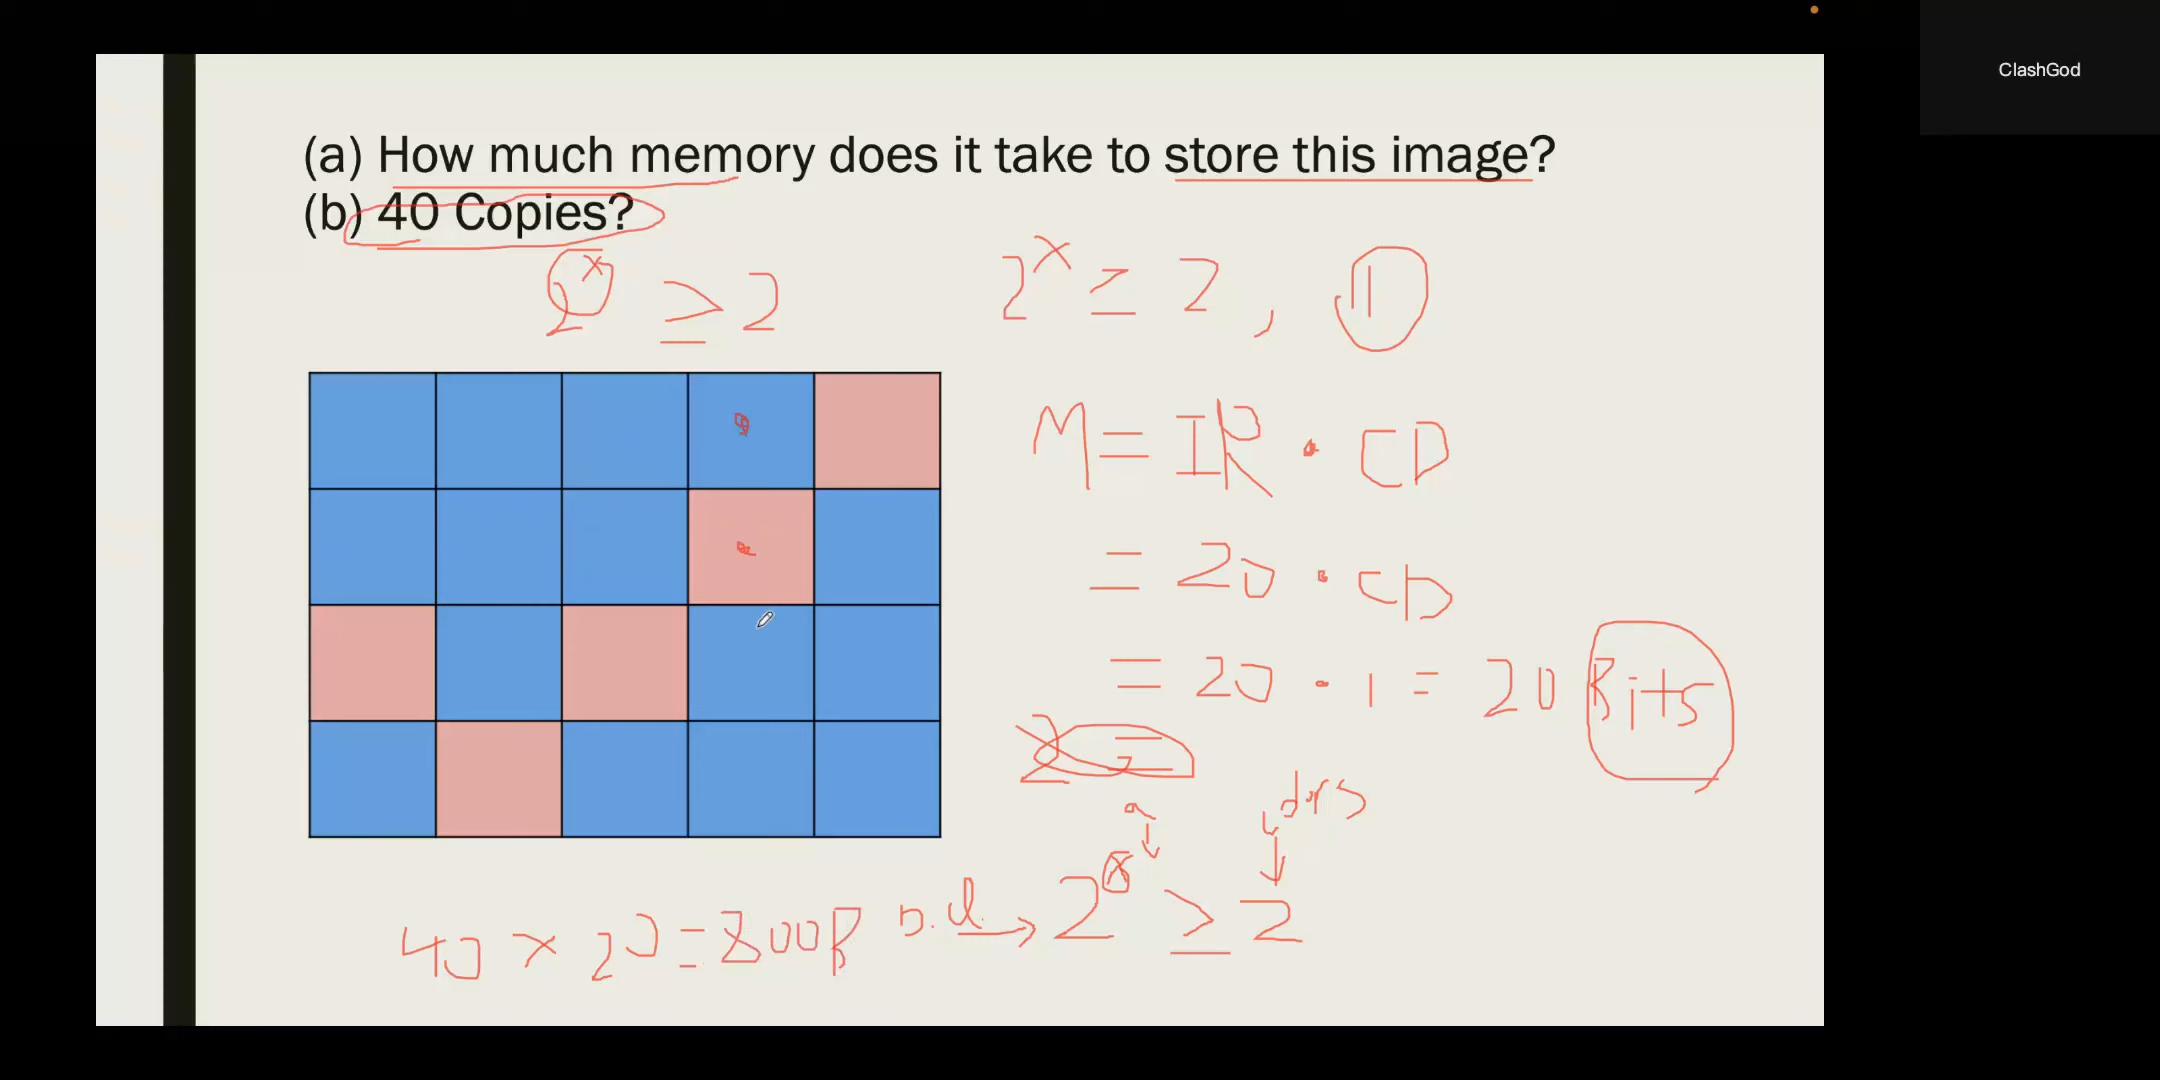 ClashGod
(a) How much memory does it take to store this image?
(b) 40 Copies?
2^x ≥ 2
2^x ≥ 2, 1
M = IR · CD
= 20 · CD
= 20 · 1 = 20 Bits
40 × 20 = 800B
2^x ≥ 2